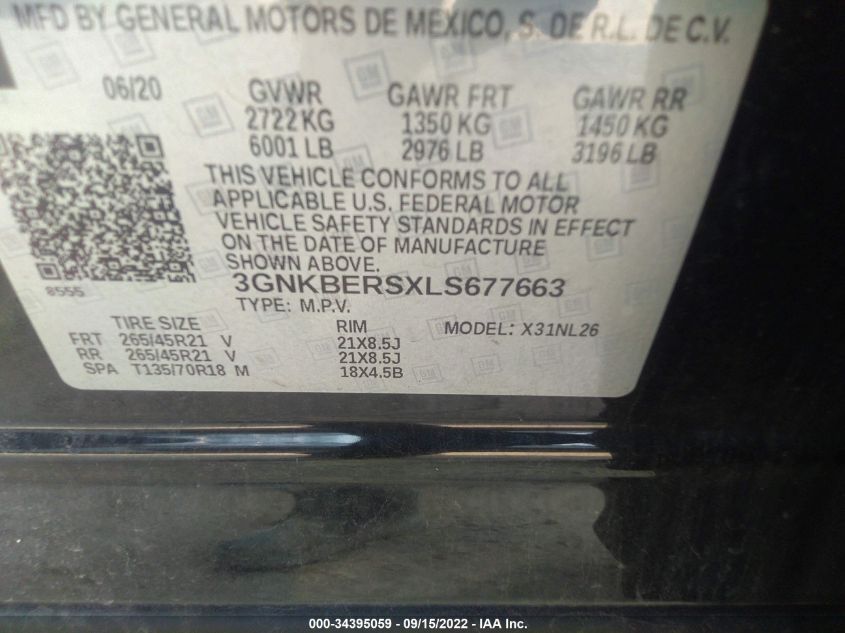 MFD BY GENERAL MOTORS DE MEXICO, S. DE R.L. DE C.V.
06/20 GVWR GAWR FRT GAWR RR
2722 KG 1350 KG 1450 KG
6001 LB 2976 LB 3196 LB
THIS VEHICLE CONFORMS TO ALL
APPLICABLE U.S. FEDERAL MOTOR
VEHICLE SAFETY STANDARDS IN EFFECT
ON THE DATE OF MANUFACTURE
SHOWN ABOVE.
8555
3GNKBERSXLS677663
TYPE: M.P.V.
TIRE SIZE RIM MODEL: X31NL26
FRT 265/45R21 V 21X8.5J
RR 265/45R21 V 21X8.5J
SPA T135/70R18 M 18X4.5B
000-34395059 - 09/15/2022 - IAA Inc.